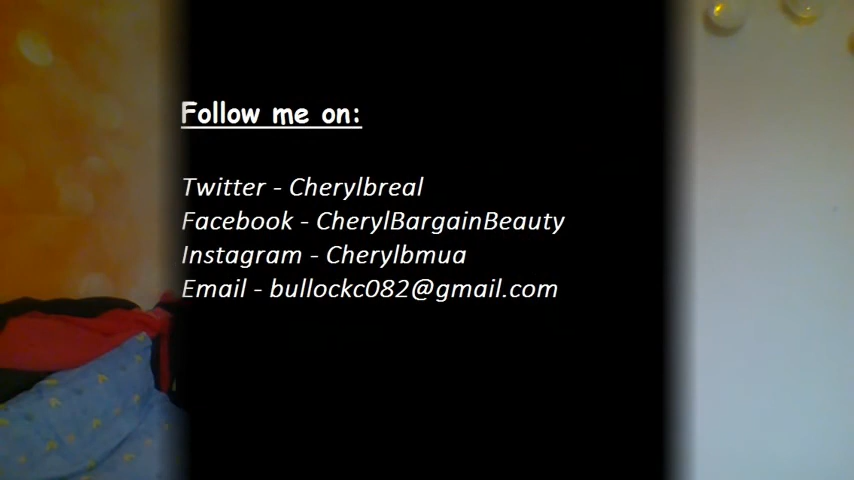 Follow me on:
Twitter - Cherylbreal
Facebook - CherylBargainBeauty
Instagram - Cherylbmua
Email - bullockc082@gmail.com